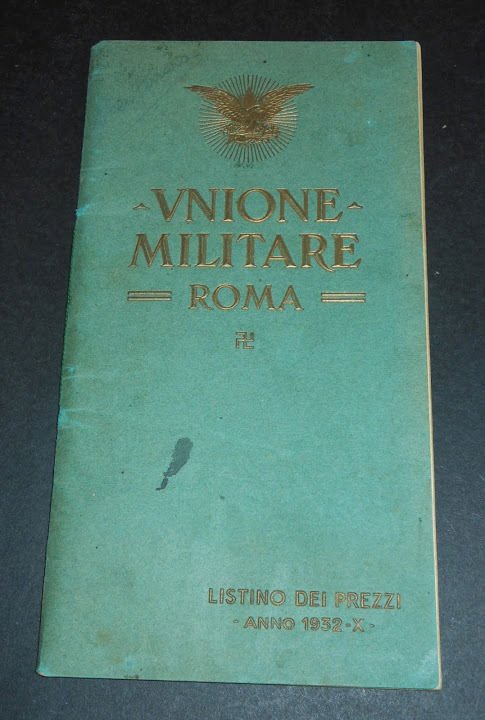 VNIONE
MILITARE
ROMA
LISTINO DEI PREZZI
- ANNO 1932-X-